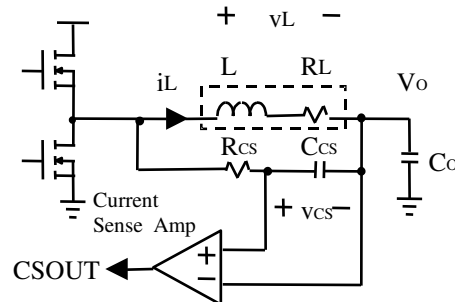 + vL −
iL L RL VO
RCS CCS CO
+ vCS −
Current
Sense Amp
+
CSOUT
−